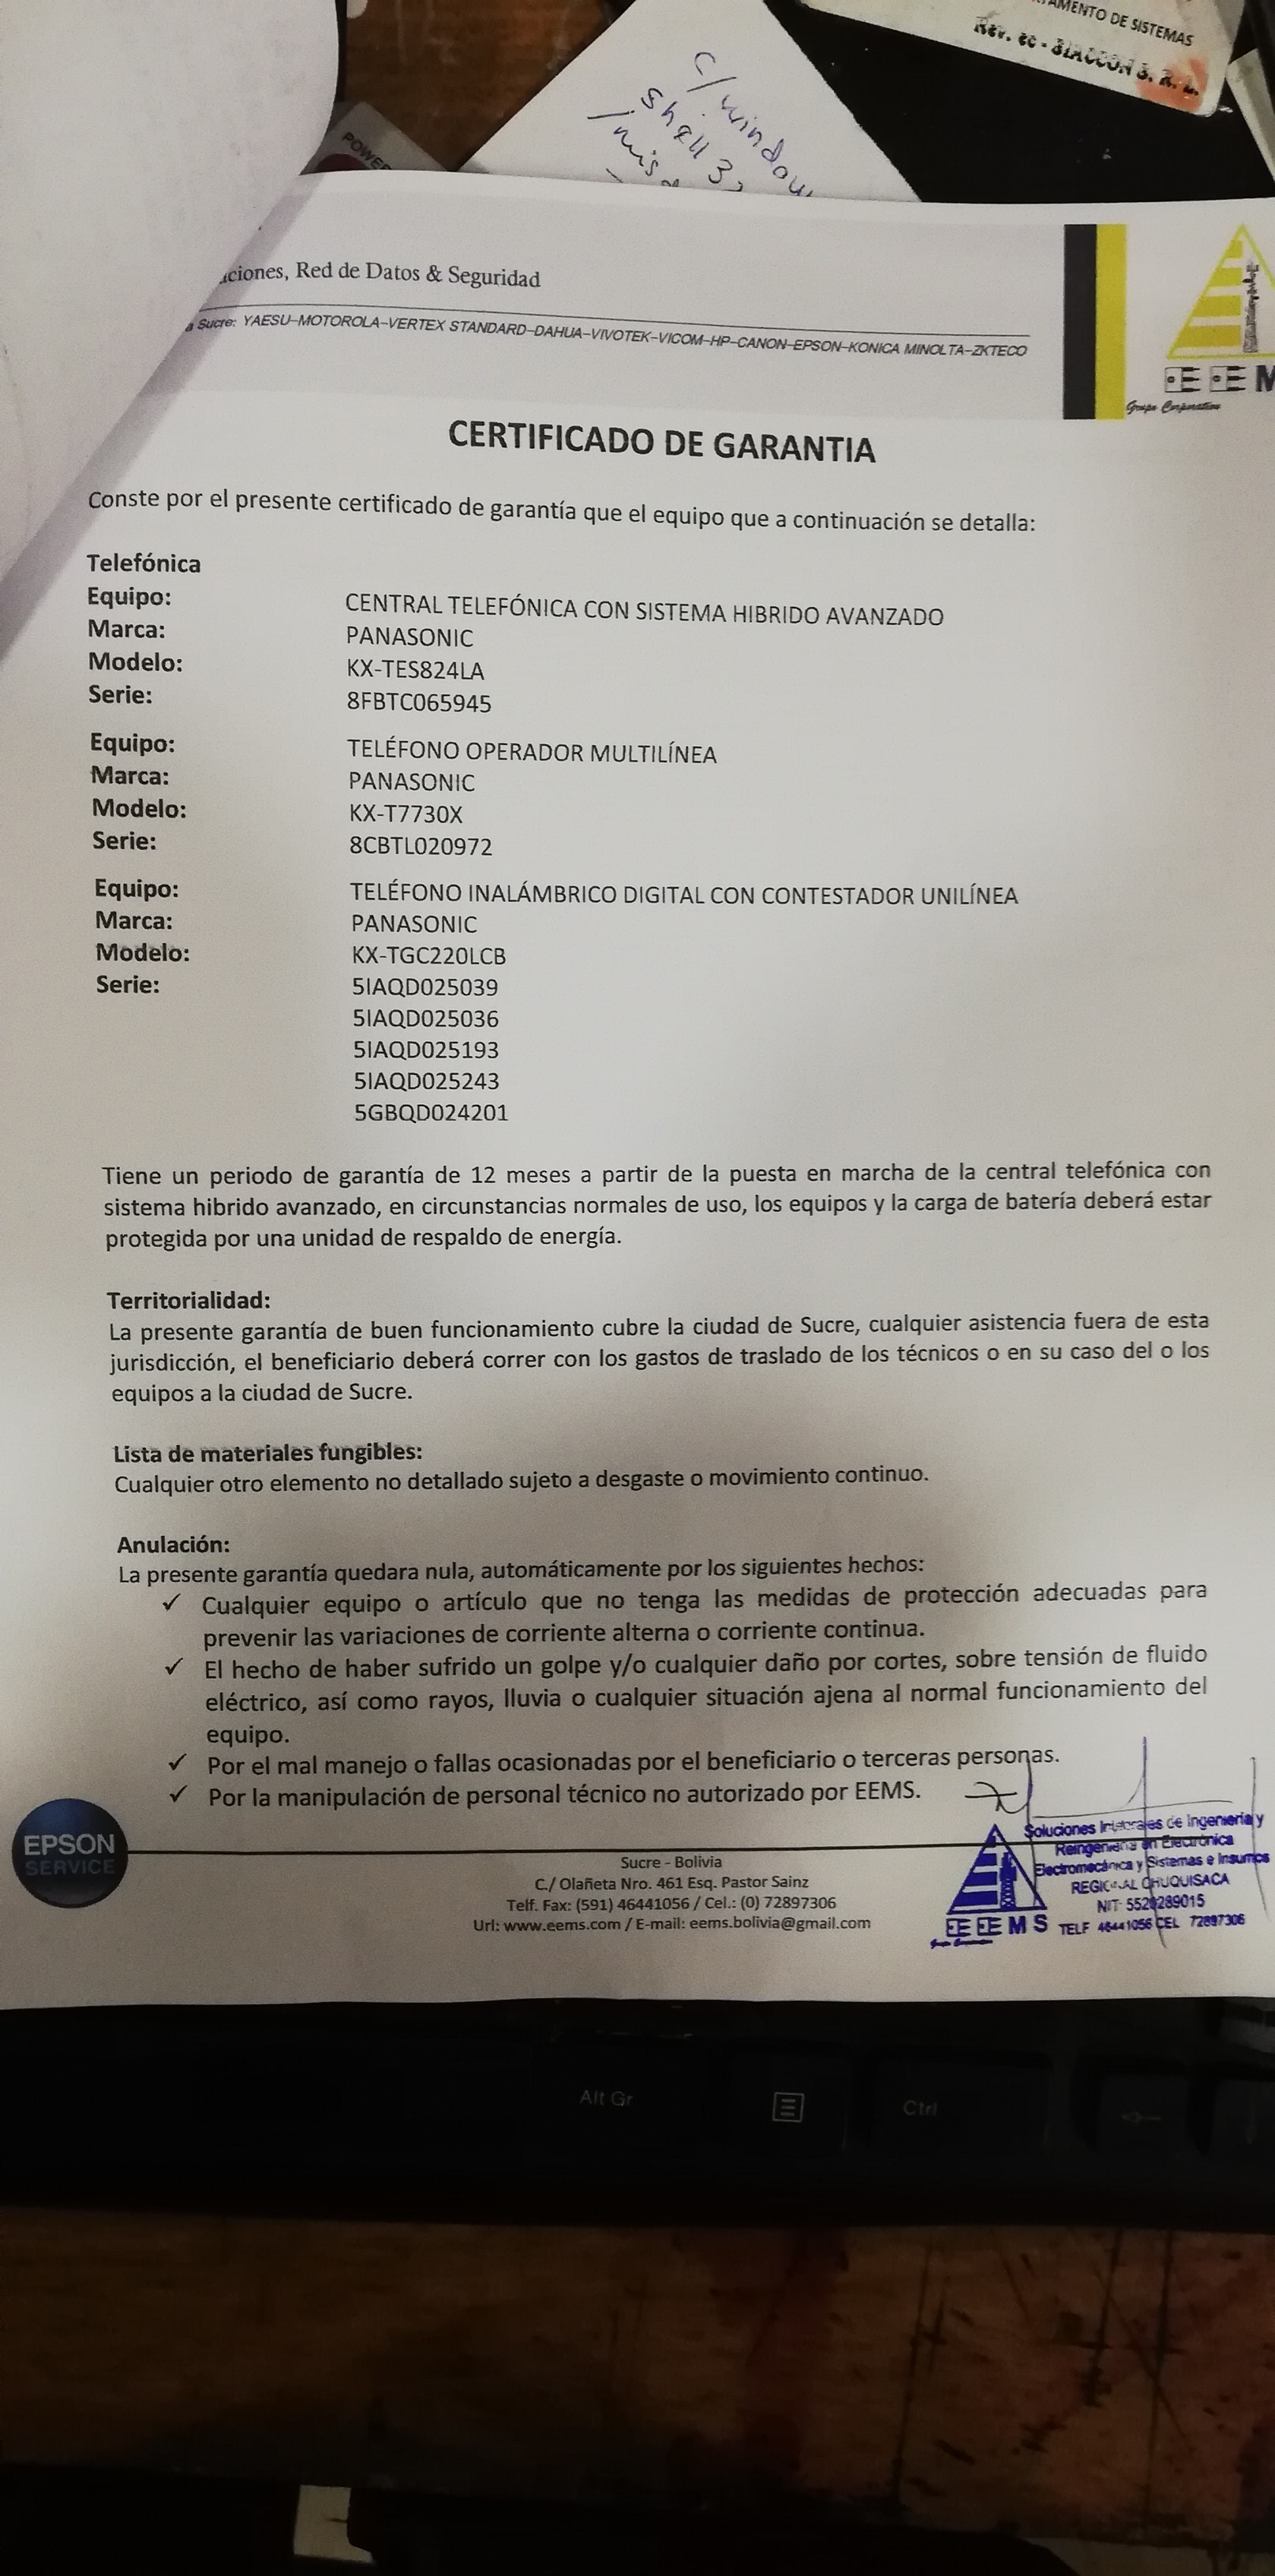 AMENTO DE SISTEMAS
c/window
shell 32
/mis
POWER
ciones, Red de Datos & Seguridad
a Sucre: YAESU–MOTOROLA–VERTEX STANDARD–DAHUA–VIVOTEK–VICOM–HP–CANON–EPSON–KONICA MINOLTA–ZKTECO
EEM
Grupo Corporativo
CERTIFICADO DE GARANTIA
Conste por el presente certificado de garantía que el equipo que a continuación se detalla:
Telefónica
Equipo: CENTRAL TELEFÓNICA CON SISTEMA HIBRIDO AVANZADO
Marca: PANASONIC
Modelo: KX-TES824LA
Serie: 8FBTC065945
Equipo: TELÉFONO OPERADOR MULTILÍNEA
Marca: PANASONIC
Modelo: KX-T7730X
Serie: 8CBTL020972
Equipo: TELÉFONO INALÁMBRICO DIGITAL CON CONTESTADOR UNILÍNEA
Marca: PANASONIC
Modelo: KX-TGC220LCB
Serie: 5IAQD025039
5IAQD025036
5IAQD025193
5IAQD025243
5GBQD024201
Tiene un periodo de garantía de 12 meses a partir de la puesta en marcha de la central telefónica con
sistema hibrido avanzado, en circunstancias normales de uso, los equipos y la carga de batería deberá estar
protegida por una unidad de respaldo de energía.
Territorialidad:
La presente garantía de buen funcionamiento cubre la ciudad de Sucre, cualquier asistencia fuera de esta
jurisdicción, el beneficiario deberá correr con los gastos de traslado de los técnicos o en su caso del o los
equipos a la ciudad de Sucre.
Lista de materiales fungibles:
Cualquier otro elemento no detallado sujeto a desgaste o movimiento continuo.
Anulación:
La presente garantía quedara nula, automáticamente por los siguientes hechos:
✓ Cualquier equipo o artículo que no tenga las medidas de protección adecuadas para
prevenir las variaciones de corriente alterna o corriente continua.
✓ El hecho de haber sufrido un golpe y/o cualquier daño por cortes, sobre tensión de fluido
eléctrico, así como rayos, lluvia o cualquier situación ajena al normal funcionamiento del
equipo.
✓ Por el mal manejo o fallas ocasionadas por el beneficiario o terceras personas.
✓ Por la manipulación de personal técnico no autorizado por EEMS.
EPSON
SERVICE
Sucre - Bolivia
C./ Olañeta Nro. 461 Esq. Pastor Sainz
Telf. Fax: (591) 46441056 / Cel.: (0) 72897306
Url: www.eems.com / E-mail: eems.bolivia@gmail.com
Soluciones Integrales de Ingeniería y
Reingeniería en Electrónica
Electromecánica y Sistemas e Insumos
REGIONAL CHUQUISACA
NIT: 5520289015
TELF 46441056 CEL 72897306
EEMS
Alt Gr
Ctrl